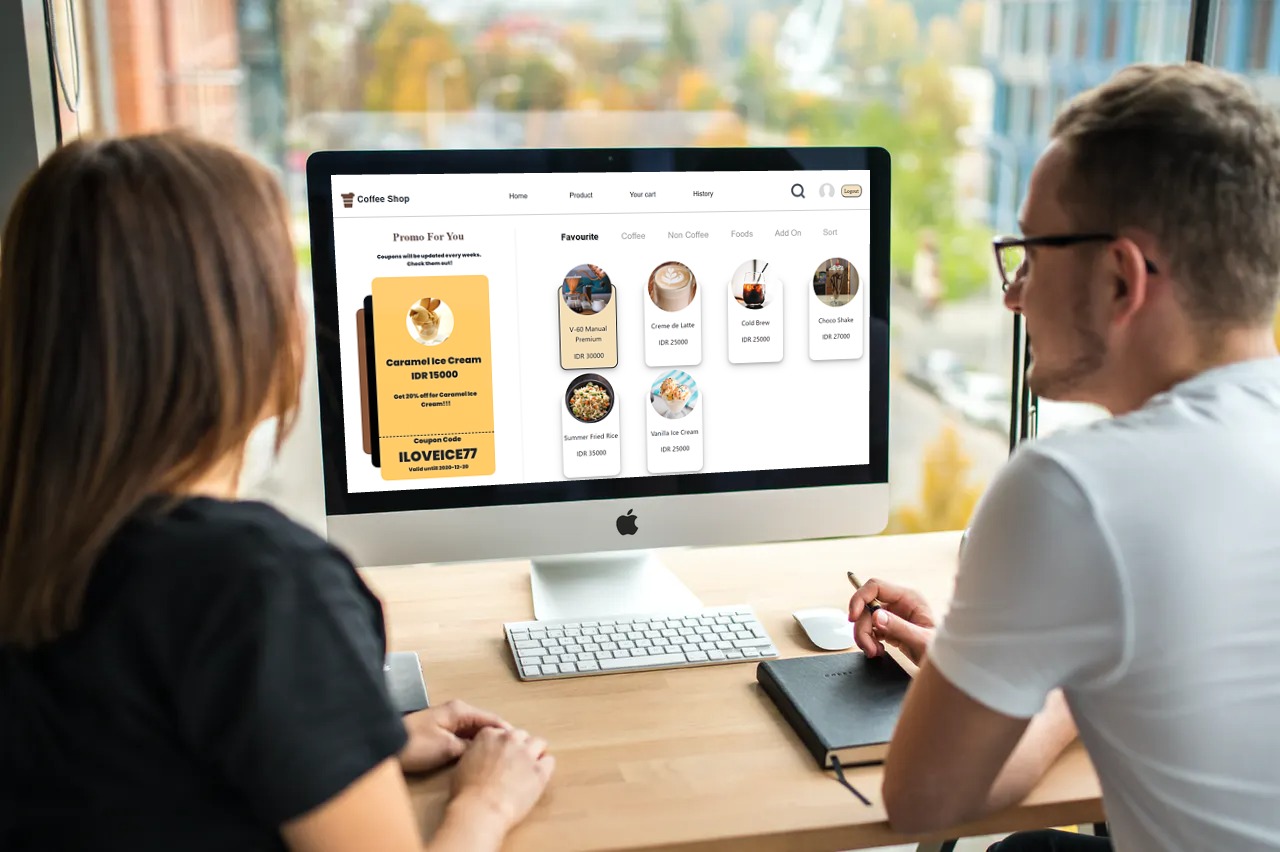 Coffee Shop
Home
Product
Your cart
History
Logout
Promo For You
Coupons will be updated every weeks.
Check them out!
Caramel Ice Cream
IDR 15000
Get 20% off for Caramel Ice
Cream!!!
Coupon Code
ILOVEICE77
Valid untill 2020-12-30
Favourite
Coffee
Non Coffee
Foods
Add On
Sort
V-60 Manual
Premium
IDR 30000
Creme de Latte
IDR 25000
Cold Brew
IDR 25000
Choco Shake
IDR 27000
Summer Fried Rice
IDR 35000
Vanilla Ice Cream
IDR 25000